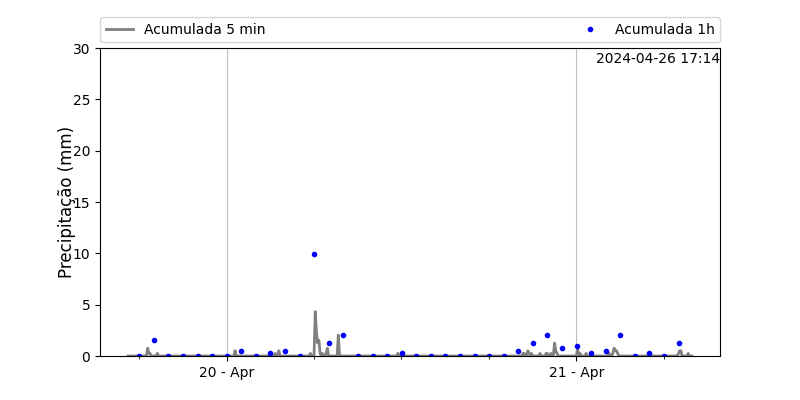 Acumulada 5 min
Acumulada 1h
2024-04-26 17:14
Precipitação (mm)
30
25
20
15
10
5
0
20 - Apr
21 - Apr